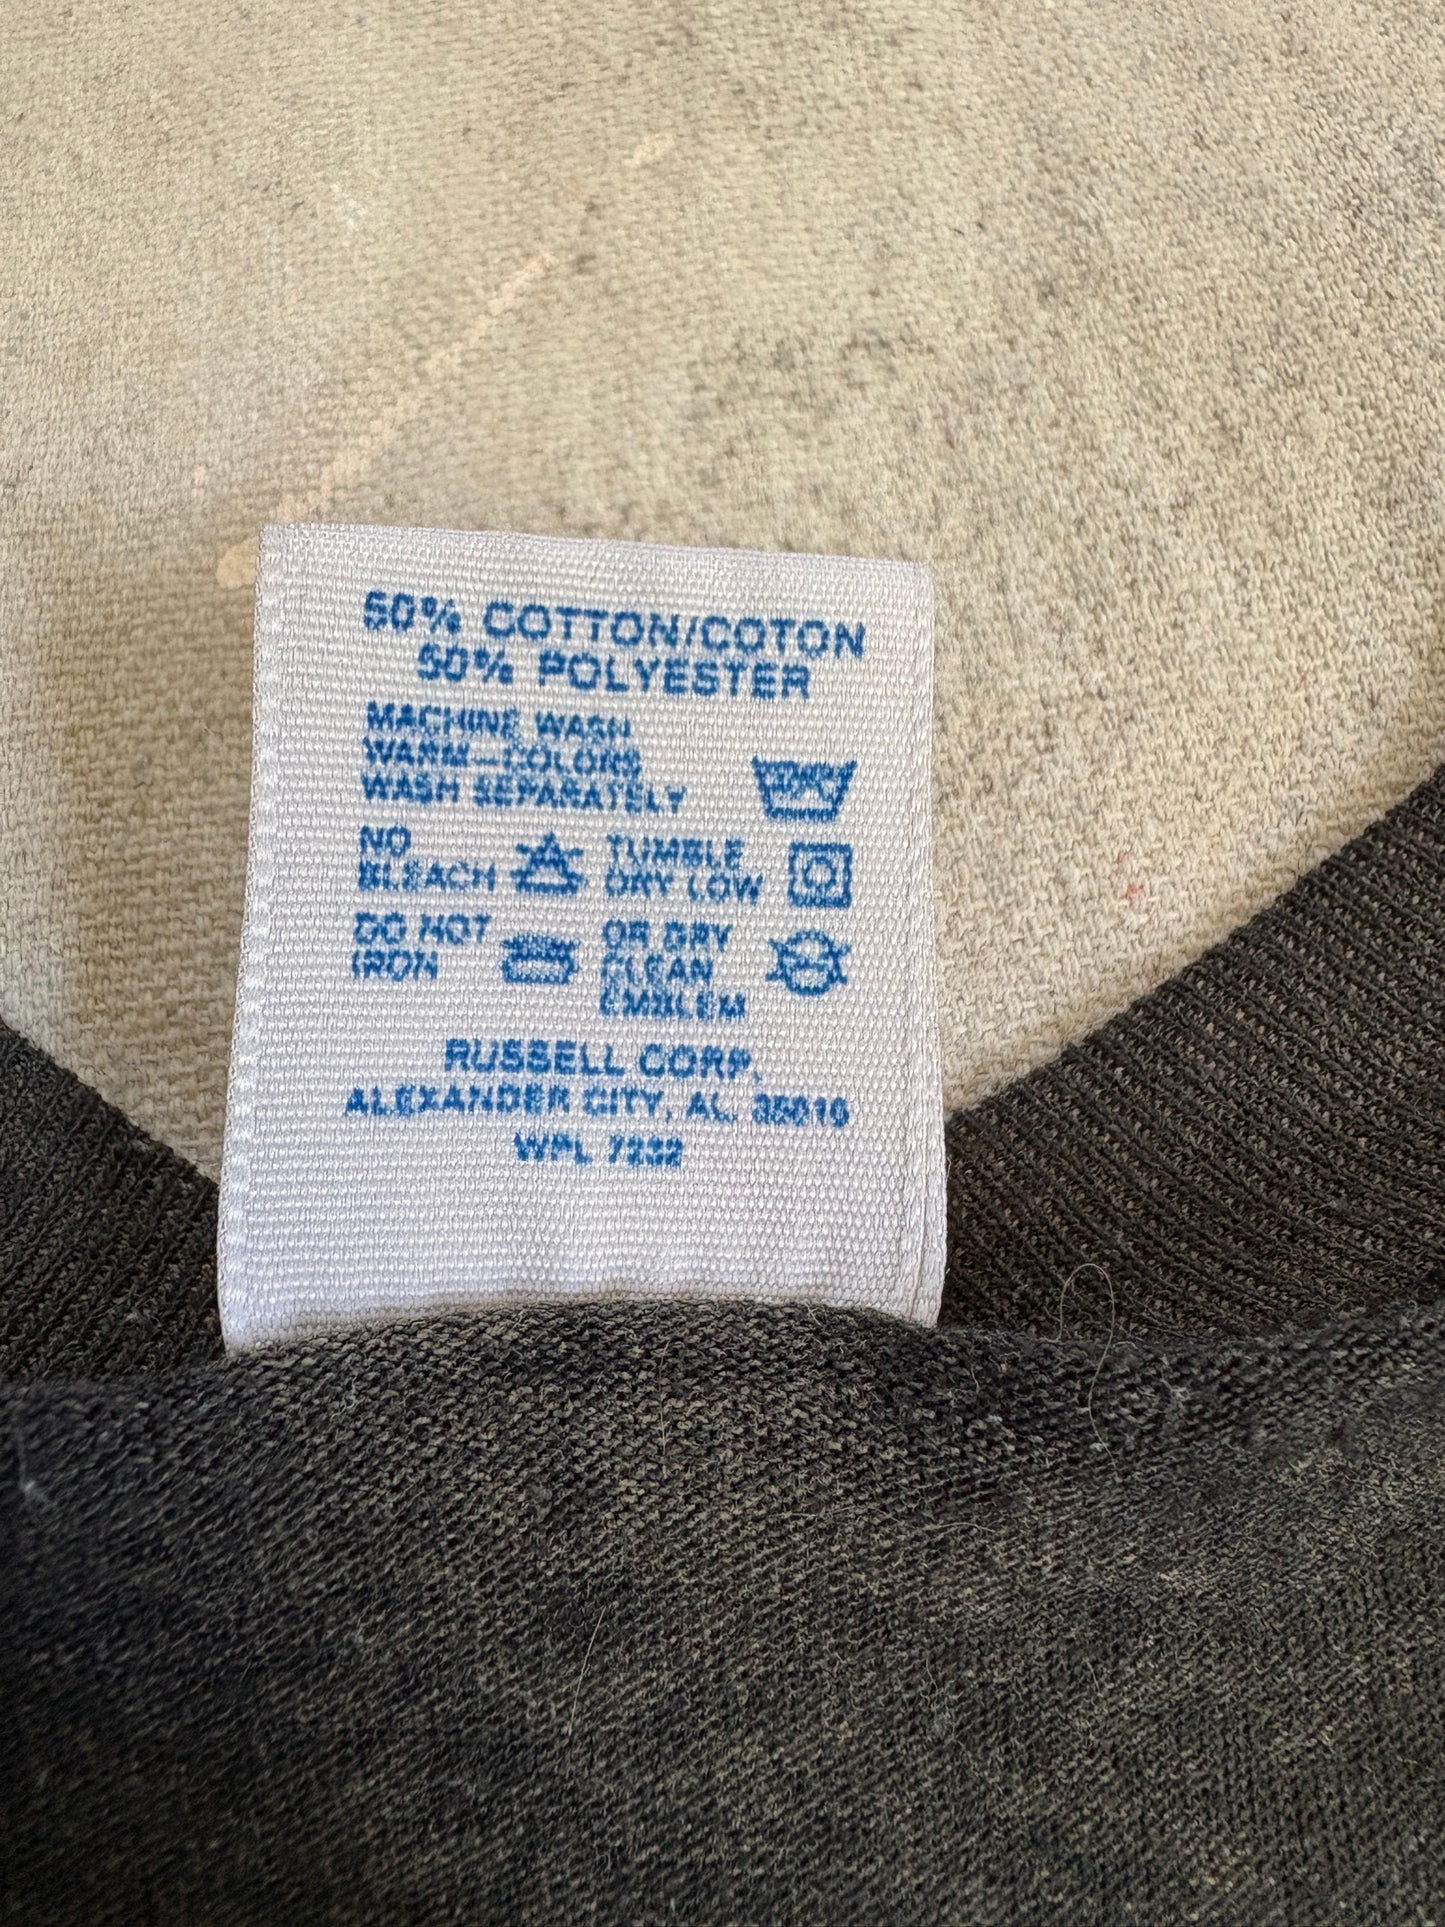 50% COTTON/COTON
50% POLYESTER
MACHINE WASH
WARM—COLORS
WASH SEPARATELY
NO
BLEACH
TUMBLE
DRY LOW
DO NOT
IRON
OR DRY
CLEAN
EMBLEM
RUSSELL CORP.
ALEXANDER CITY, AL. 35010
WPL 7232